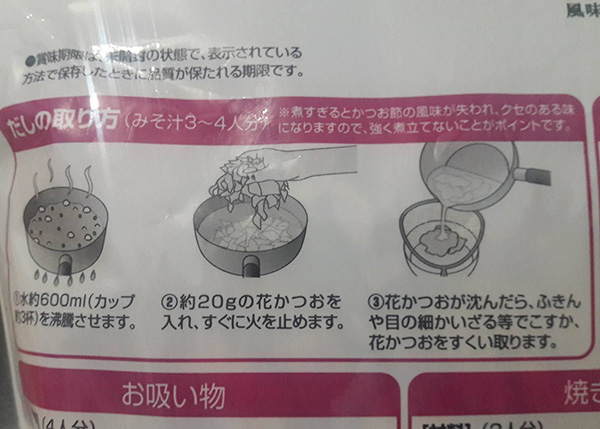 風味
●賞味期限は、未開封の状態で、表示されている
方法で保存したときに品質が保たれる期限です。
だしの取り方(みそ汁3〜4人分)
※煮すぎるとかつお節の風味が失われ、クセのある味
になりますので、強く煮立てないことがポイントです。
①水約600ml(カップ
約3杯)を沸騰させます。
②約20gの花かつおを
入れ、すぐに火を止めます。
③花かつおが沈んだら、ふきん
や目の細かいざる等でこすか、
花かつおをすくい取ります。
お吸い物
焼き
(4人分)
[材料](2人分)